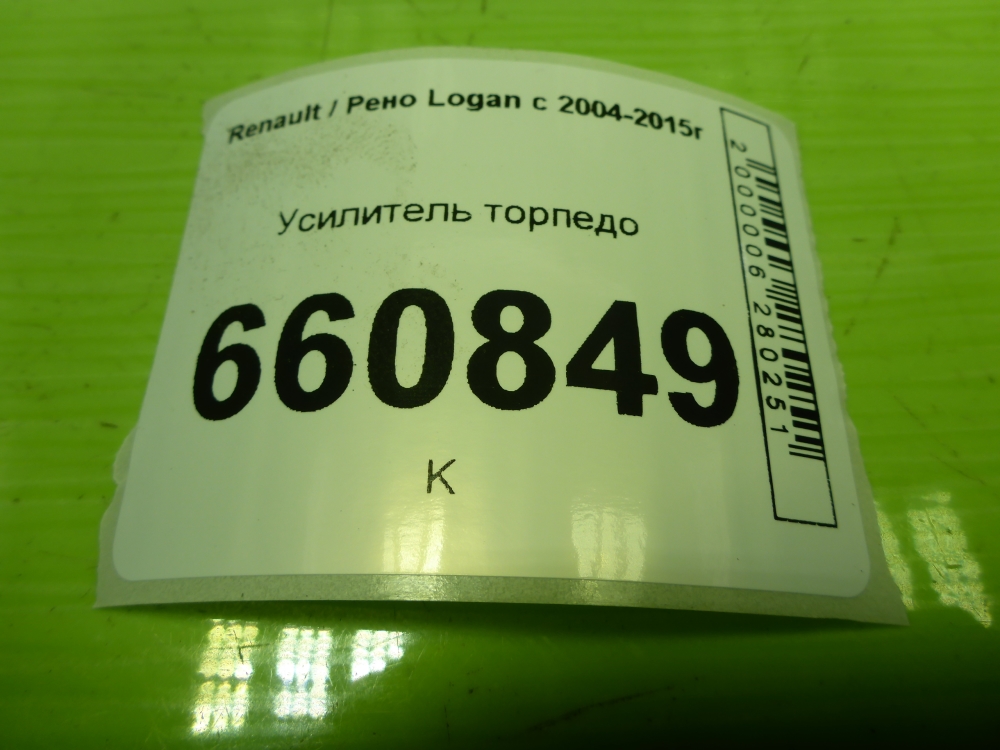 Renault / Рено Logan с 2004-2015г
Усилитель торпедо
660849
К
2000006280251